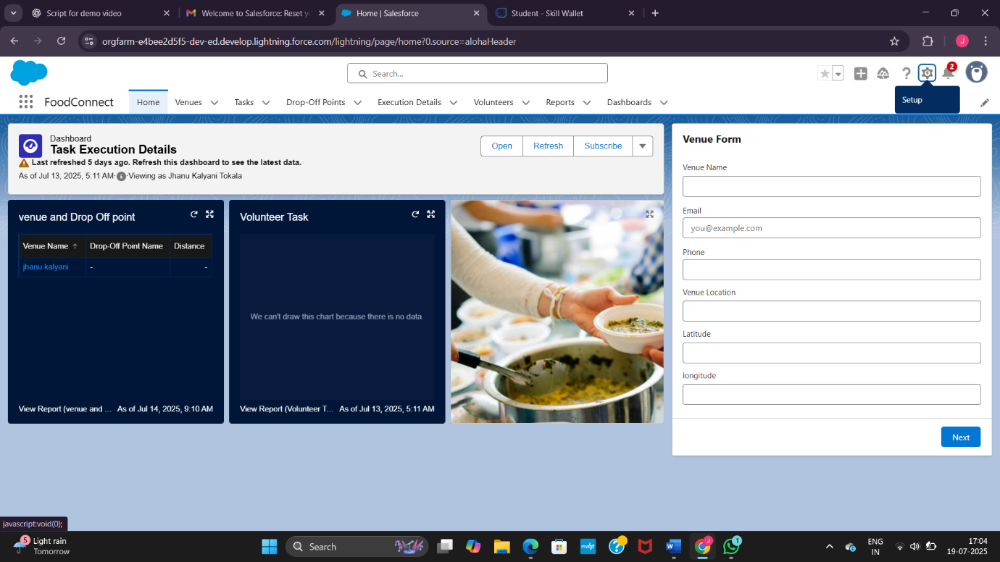 Script for demo video
Welcome to Salesforce: Reset y
Home | Salesforce
Student - Skill Wallet
orgfarm-e4bee2d5f5-dev-ed.develop.lightning.force.com/lightning/page/home?0.source=alohaHeader
J
Search...
2
FoodConnect
Home
Venues
Tasks
Drop-Off Points
Execution Details
Volunteers
Reports
Dashboards
Setup
Dashboard
Task Execution Details
Last refreshed 5 days ago. Refresh this dashboard to see the latest data.
As of Jul 13, 2025, 5:11 AM·Viewing as Jhanu Kalyani Tokala
Open
Refresh
Subscribe
venue and Drop Off point
Venue Name ↑ Drop-Off Point Name Distance
jhanu kalyani - -
View Report (venue and ... As of Jul 14, 2025, 9:10 AM
Volunteer Task
We can't draw this chart because there is no data.
View Report (Volunteer T... As of Jul 13, 2025, 5:11 AM
Venue Form
Venue Name
Email
you@example.com
Phone
Venue Location
Latitude
longitude
Next
javascript:void(0);
5
Light rain
Tomorrow
Search
myhp
J
1
ENG
IN
17:04
19-07-2025